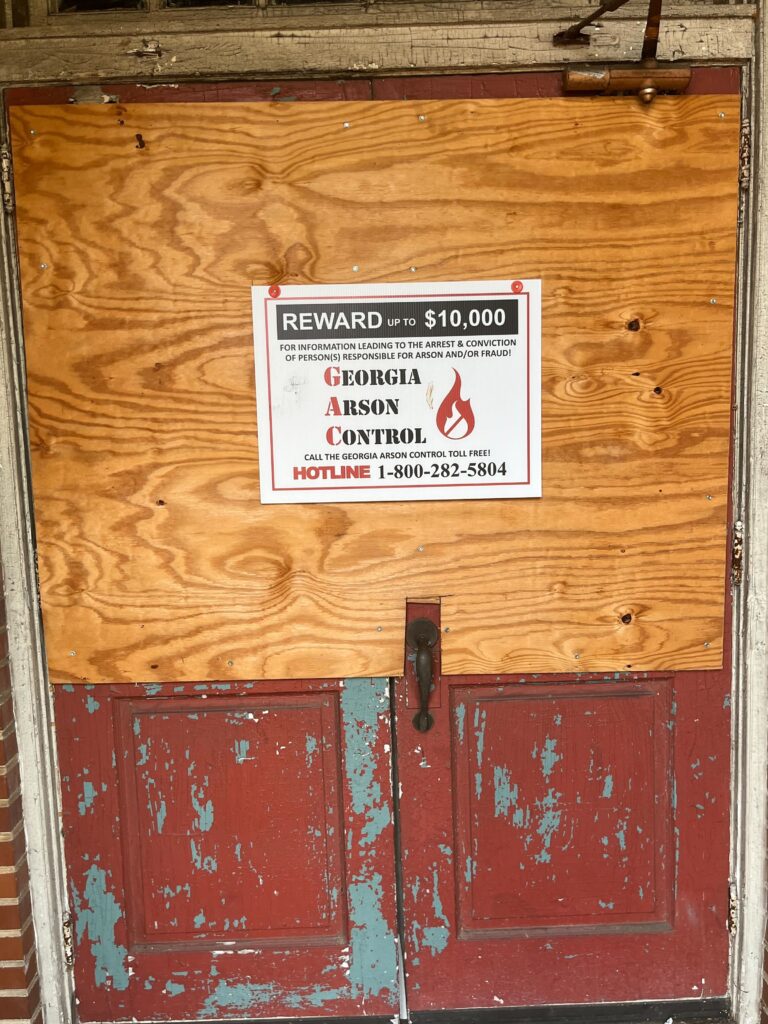 REWARD UP TO $10,000
FOR INFORMATION LEADING TO THE ARREST & CONVICTION
OF PERSON(S) RESPONSIBLE FOR ARSON AND/OR FRAUD!
GEORGIA
ARSON
CONTROL
CALL THE GEORGIA ARSON CONTROL TOLL FREE!
HOTLINE 1-800-282-5804